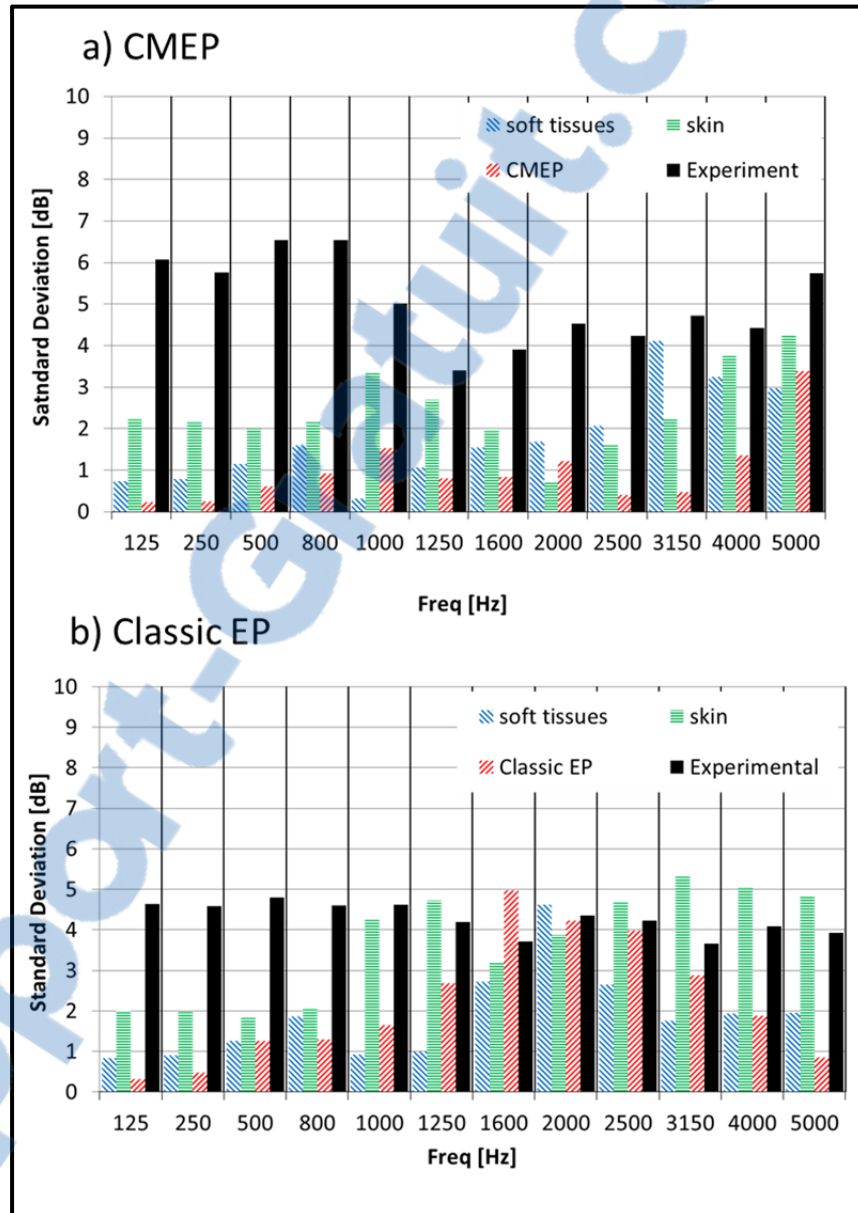 a) CMEP
10
soft tissues
skin
9
CMEP
Experiment
8
7
6
5
4
3
2
1
0
Satndard Deviation [dB]
125 250 500 800 1000 1250 1600 2000 2500 3150 4000 5000
Freq [Hz]
b) Classic EP
10
soft tissues
skin
9
Classic EP
Experimental
8
7
6
5
4
3
2
1
0
Standard Deviation [dB]
125 250 500 800 1000 1250 1600 2000 2500 3150 4000 5000
Freq [Hz]
pport-Gratuit.c